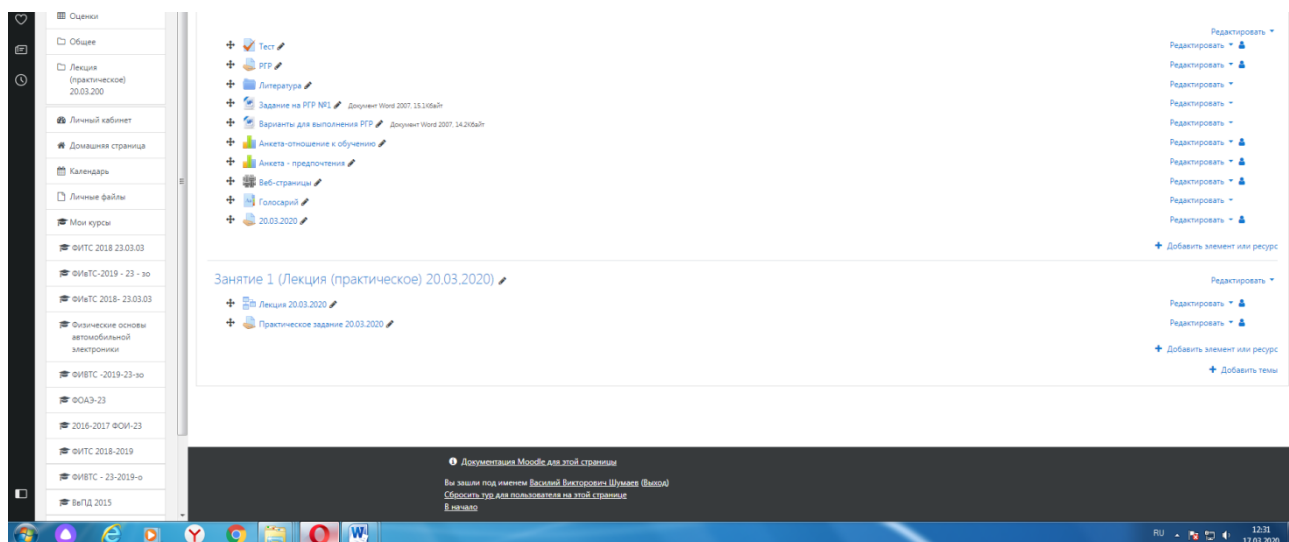 Оценки
Общее
Лекция
(практическое)
20.03.200
Личный кабинет
Домашняя страница
Календарь
Личные файлы
Мои курсы
ФИТС 2018 23.03.03
ФИвТС-2019 - 23 - зо
ФИвТС 2018- 23.03.03
Физические основы
автомобильной
электроники
ФИВТС -2019-23-зо
ФОАЭ-23
2016-2017 ФОИ-23
ФИТС 2018-2019
ФИВТС - 23-2019-о
ВеПД 2015
Редактировать
Тест Редактировать
РГР Редактировать
Литература Редактировать
Задание на РГР №1 Документ Word 2007, 15.1Кбайт Редактировать
Варианты для выполнения РГР Документ Word 2007, 14.2Кбайт Редактировать
Анкета-отношение к обучению Редактировать
Анкета - предпочтения Редактировать
Веб-страницы Редактировать
Голосарий Редактировать
20.03.2020 Редактировать
Добавить элемент или ресурс
Занятие 1 (Лекция (практическое) 20.03.2020) Редактировать
Лекция 20.03.2020 Редактировать
Практическое задание 20.03.2020 Редактировать
Добавить элемент или ресурс
Добавить темы
Документация Moodle для этой страницы
Вы зашли под именем Василий Викторович Шумаев (Выход)
Сбросить тур для пользователя на этой странице
В начало
RU 12:31
17.03.2020